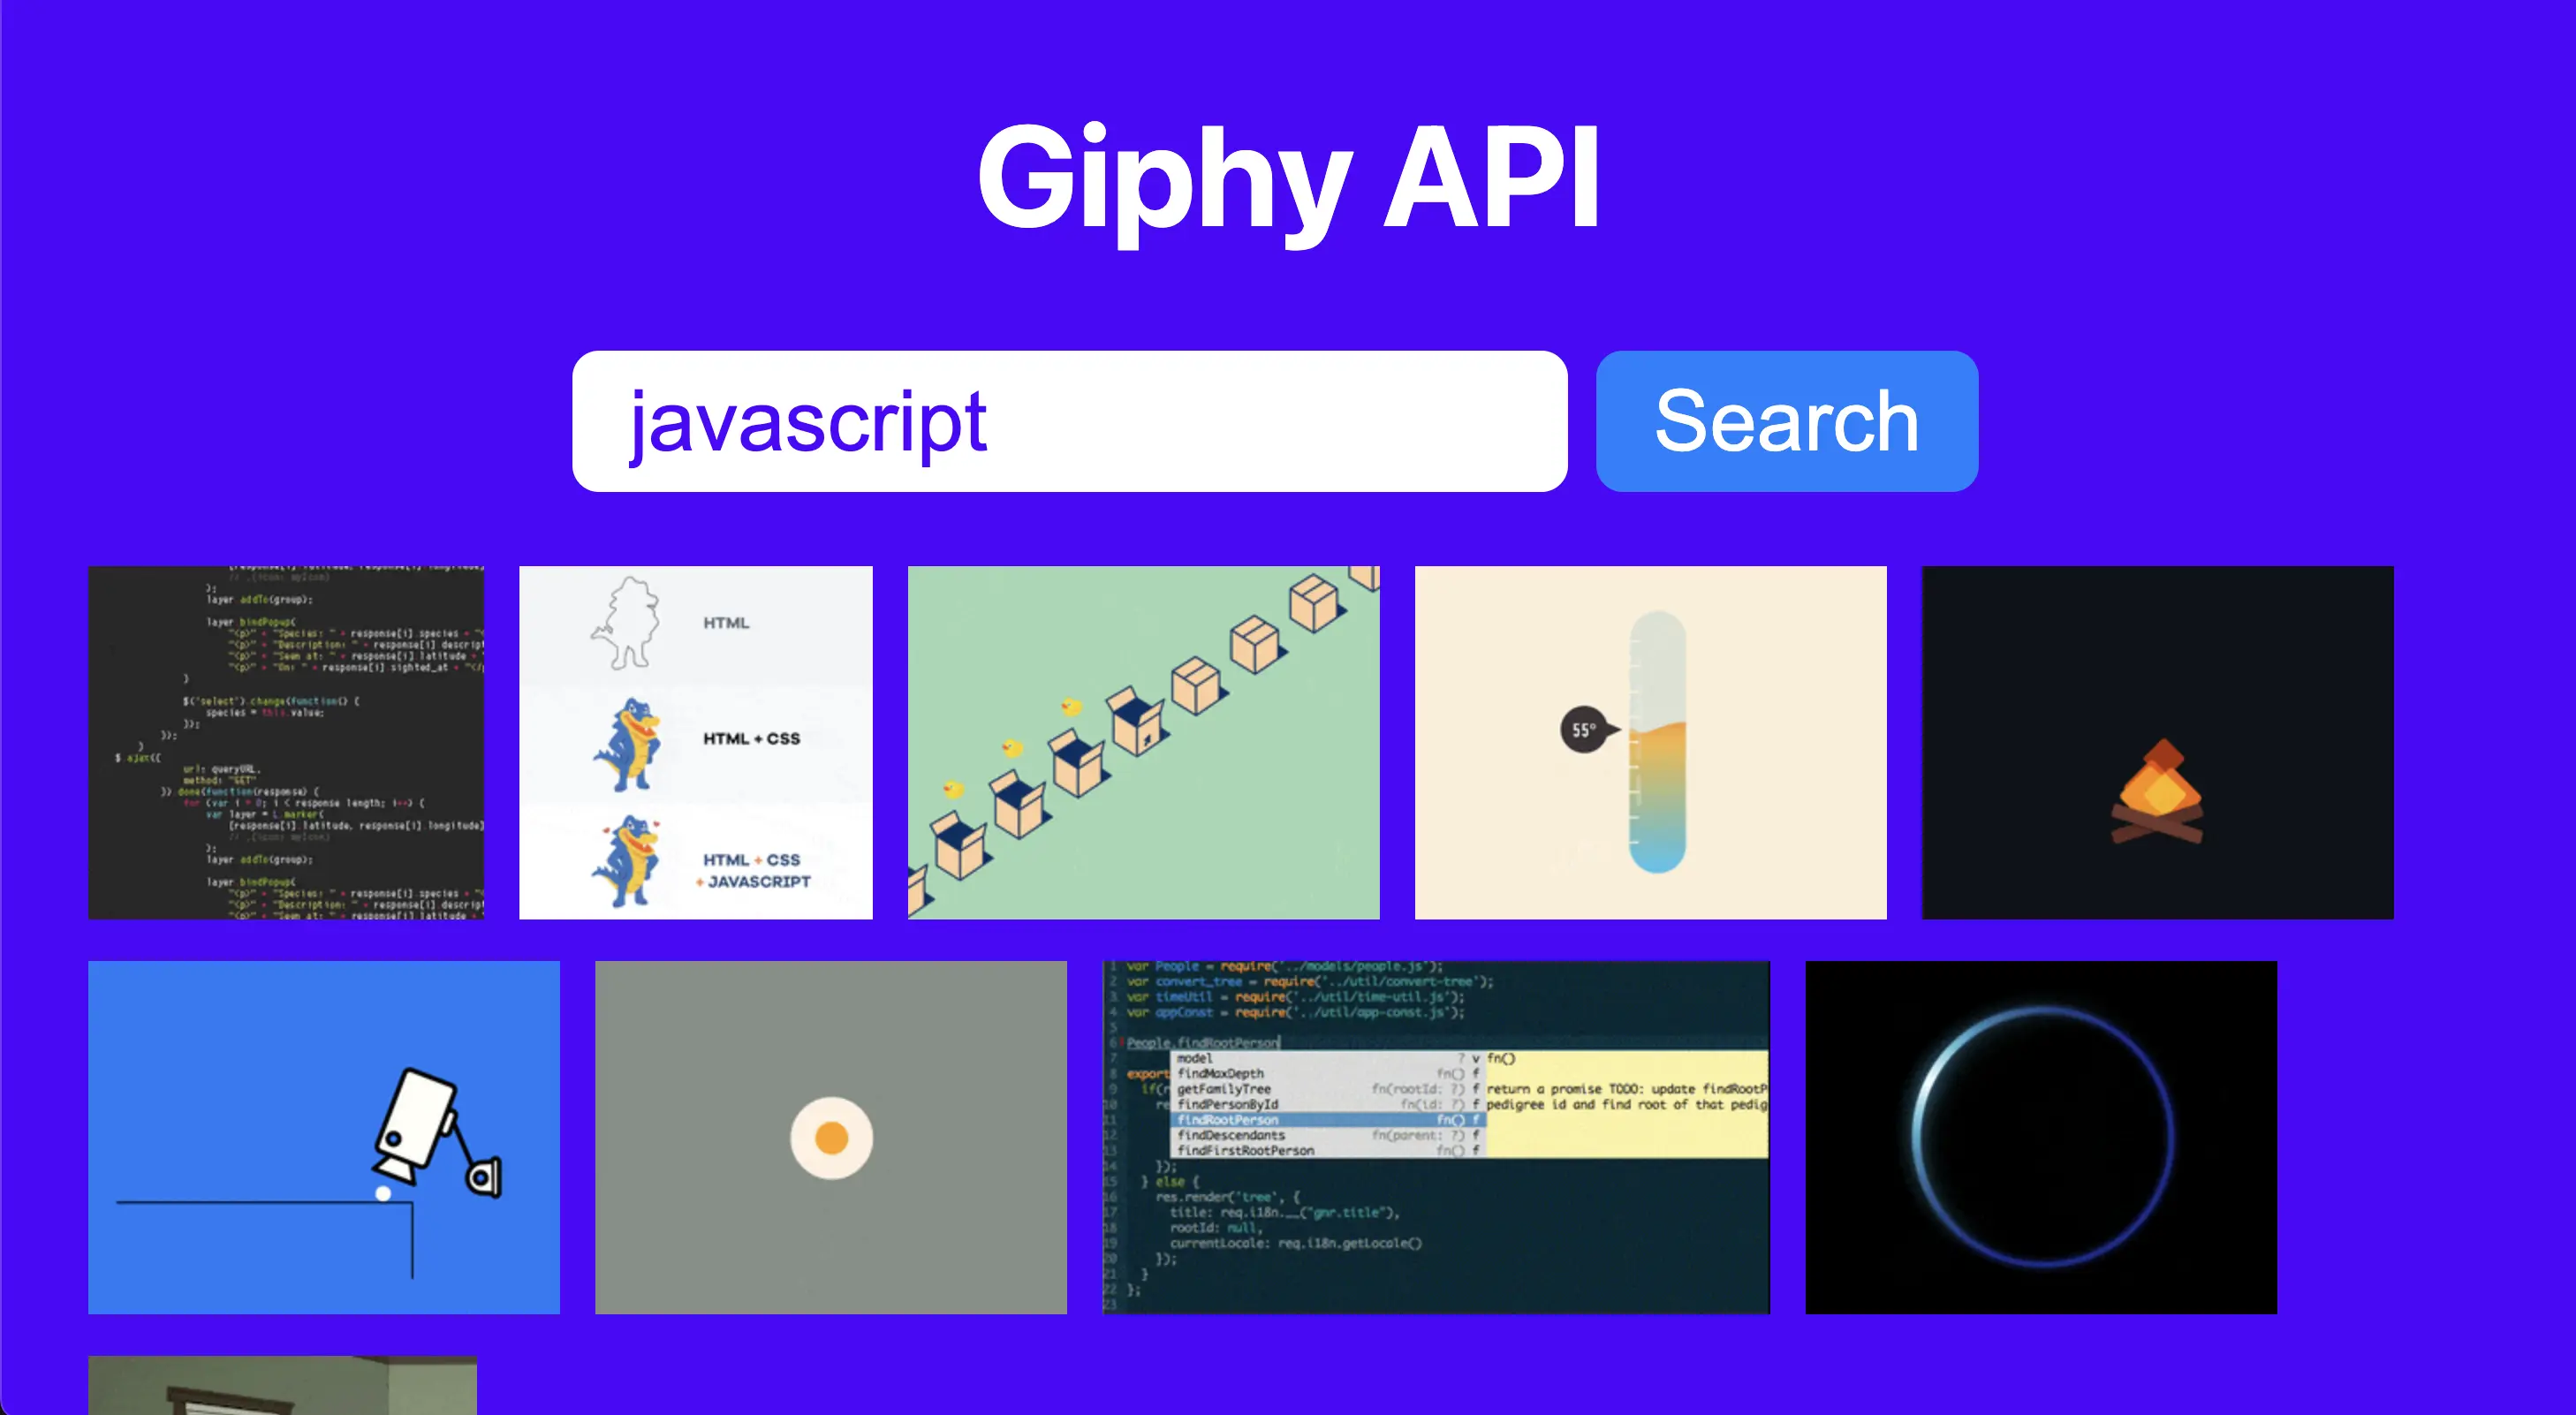 Giphy API
javascript
Search
// .{icon: myIcon}
);
layer addTo(group);
layer bindPopup(
"<p>" + "Species: " + response[i].species +
"<p>" + "Description: " + response[i].descript
"<p>" + "Seen at: " + response[i].latitude +
"<p>" + "On: " + response[i].sighted_at + "</p
}
$('select').change(function() {
species = this.value;
});
});
}
$ ajax({
url: queryURL,
method: "GET"
}) done(function(response) {
for (var i = 0; i < response length; i++) {
var layer = L.marker(
[response[i].latitude, response[i].longitude]
// .{icon: myIcon}
);
layer addTo(group);
layer bindPopup(
"<p>" + "Species: " + response[i].species +
"<p>" + "Description: " + response[i].descript
"<p>" + "Seen at: " + response[i].latitude +
HTML
HTML + CSS
HTML + CSS
+ JAVASCRIPT
55°
1 var People = require('../models/people.js');
2 var convert_tree = require('../util/convert-tree');
3 var timeUtil = require('../util/time-util.js');
4 var appConst = require('../util/app-const.js');
5
6 People.findRootPerson
7 model ? v fn()
8 export findMaxDepth fn() f
9 if(r getFamilyTree fn(rootId: ?) f return a promise TODO: update findRootP
10 re findPersonById fn(id: ?) f pedigree id and find root of that pedig
11 findRootPerson fn() f
12 findDescendants fn(parent: ?) f
13 findFirstRootPerson fn() f
14 });
15 } else {
16 res.render('tree', {
17 title: req.i18n.__("gmr.title"),
18 rootId: null,
19 currentLocale: req.i18n.getLocale()
20 });
21 }
22 };
23